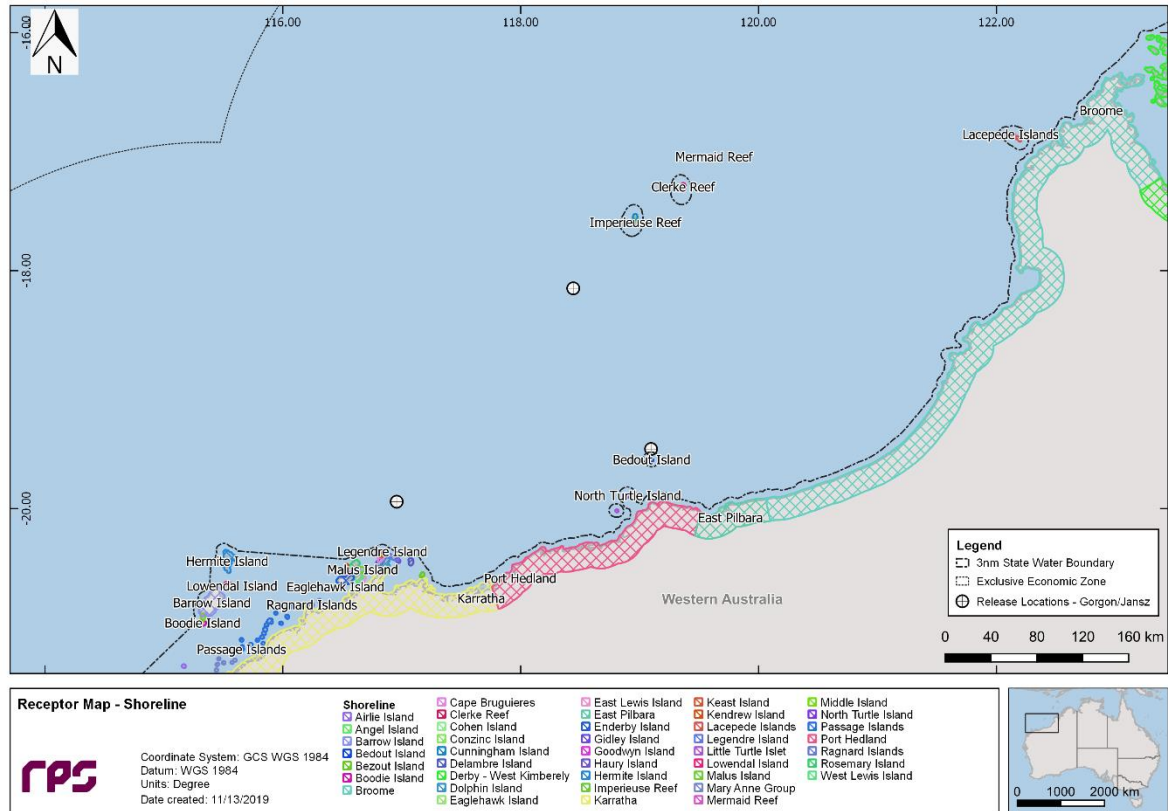 116.00
118.00
120.00
122.00
-16.00
-18.00
-20.00
N
Broome
Lacepede Islands
Mermaid Reef
Clerke Reef
Imperieuse Reef
Bedout Island
North Turtle Island
East Pilbara
Hermite Island
Legendre Island
Malus Island
Lowendal Island
Eaglehawk Island
Port Hedland
Barrow Island
Karratha
Ragnard Islands
Boodie Island
Passage Islands
Western Australia
Legend
3nm State Water Boundary
Exclusive Economic Zone
Release Locations - Gorgon/Jansz
0 40 80 120 160 km
Receptor Map - Shoreline
rps
Coordinate System: GCS WGS 1984
Datum: WGS 1984
Units: Degree
Date created: 11/13/2019
Shoreline
Airlie Island
Angel Island
Barrow Island
Bedout Island
Bezout Island
Boodie Island
Broome
Cape Bruguieres
Clerke Reef
Cohen Island
Conzinc Island
Cunningham Island
Delambre Island
Derby - West Kimberely
Dolphin Island
Eaglehawk Island
East Lewis Island
East Pilbara
Enderby Island
Gidley Island
Goodwyn Island
Haury Island
Hermite Island
Imperieuse Reef
Karratha
Keast Island
Kendrew Island
Lacepede Islands
Legendre Island
Little Turtle Islet
Lowendal Island
Malus Island
Mary Anne Group
Mermaid Reef
Middle Island
North Turtle Island
Passage Islands
Port Hedland
Ragnard Islands
Rosemary Island
West Lewis Island
0 1000 2000 km